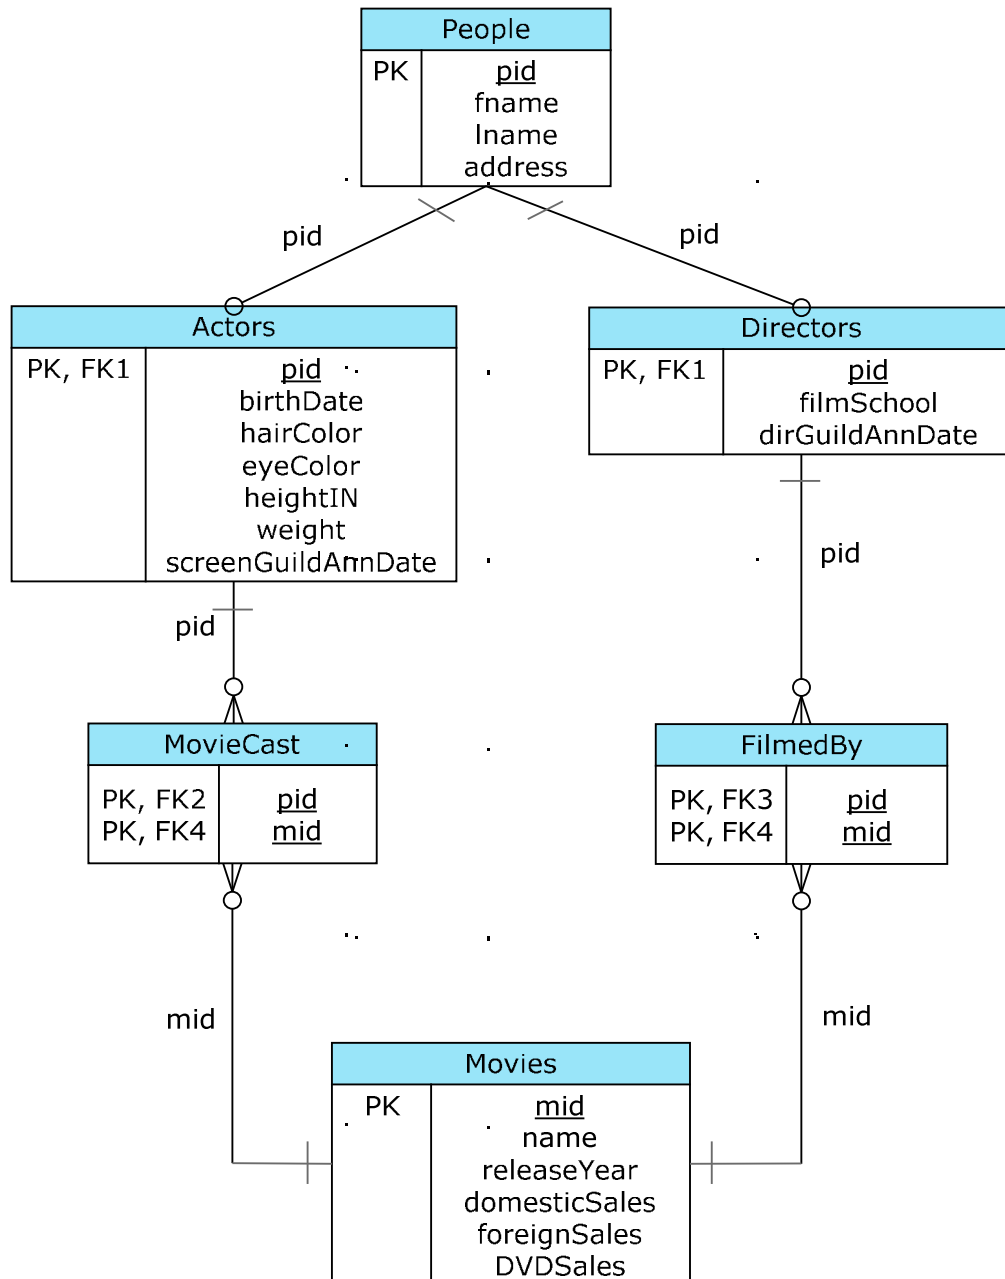 People
PK pid
fname
lname
address
pid
pid
Actors
PK, FK1 pid
birthDate
hairColor
eyeColor
heightIN
weight
screenGuildAnnDate
Directors
PK, FK1 pid
filmSchool
dirGuildAnnDate
pid
pid
MovieCast
PK, FK2 pid
PK, FK4 mid
FilmedBy
PK, FK3 pid
PK, FK4 mid
mid
mid
Movies
PK mid
name
releaseYear
domesticSales
foreignSales
DVDSales